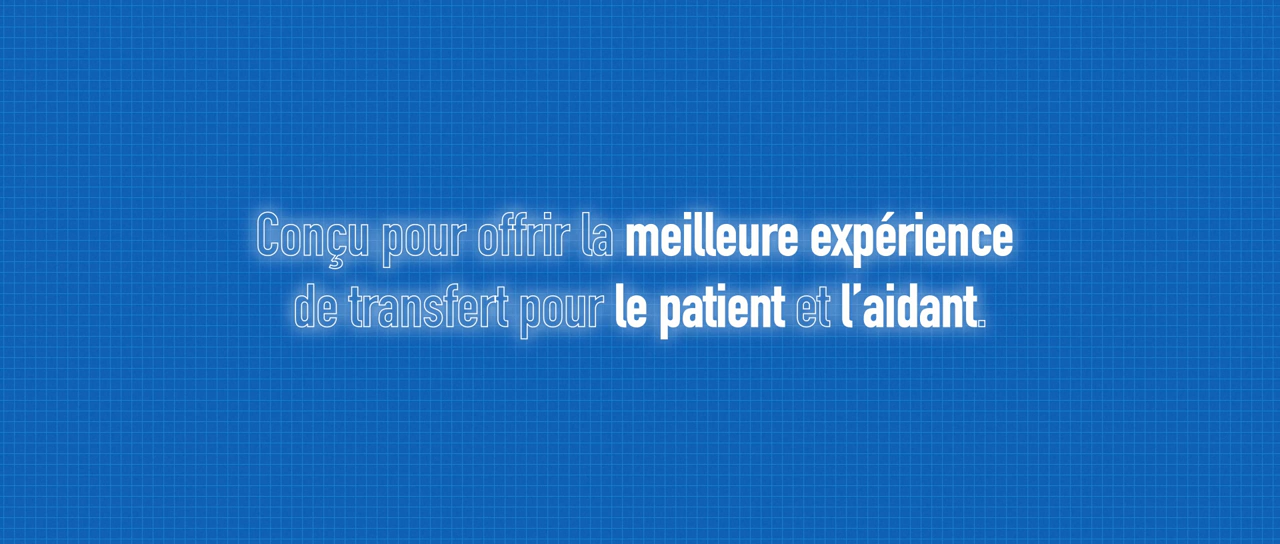 Conçu pour offrir la meilleure expérience
de transfert pour le patient et l’aidant.